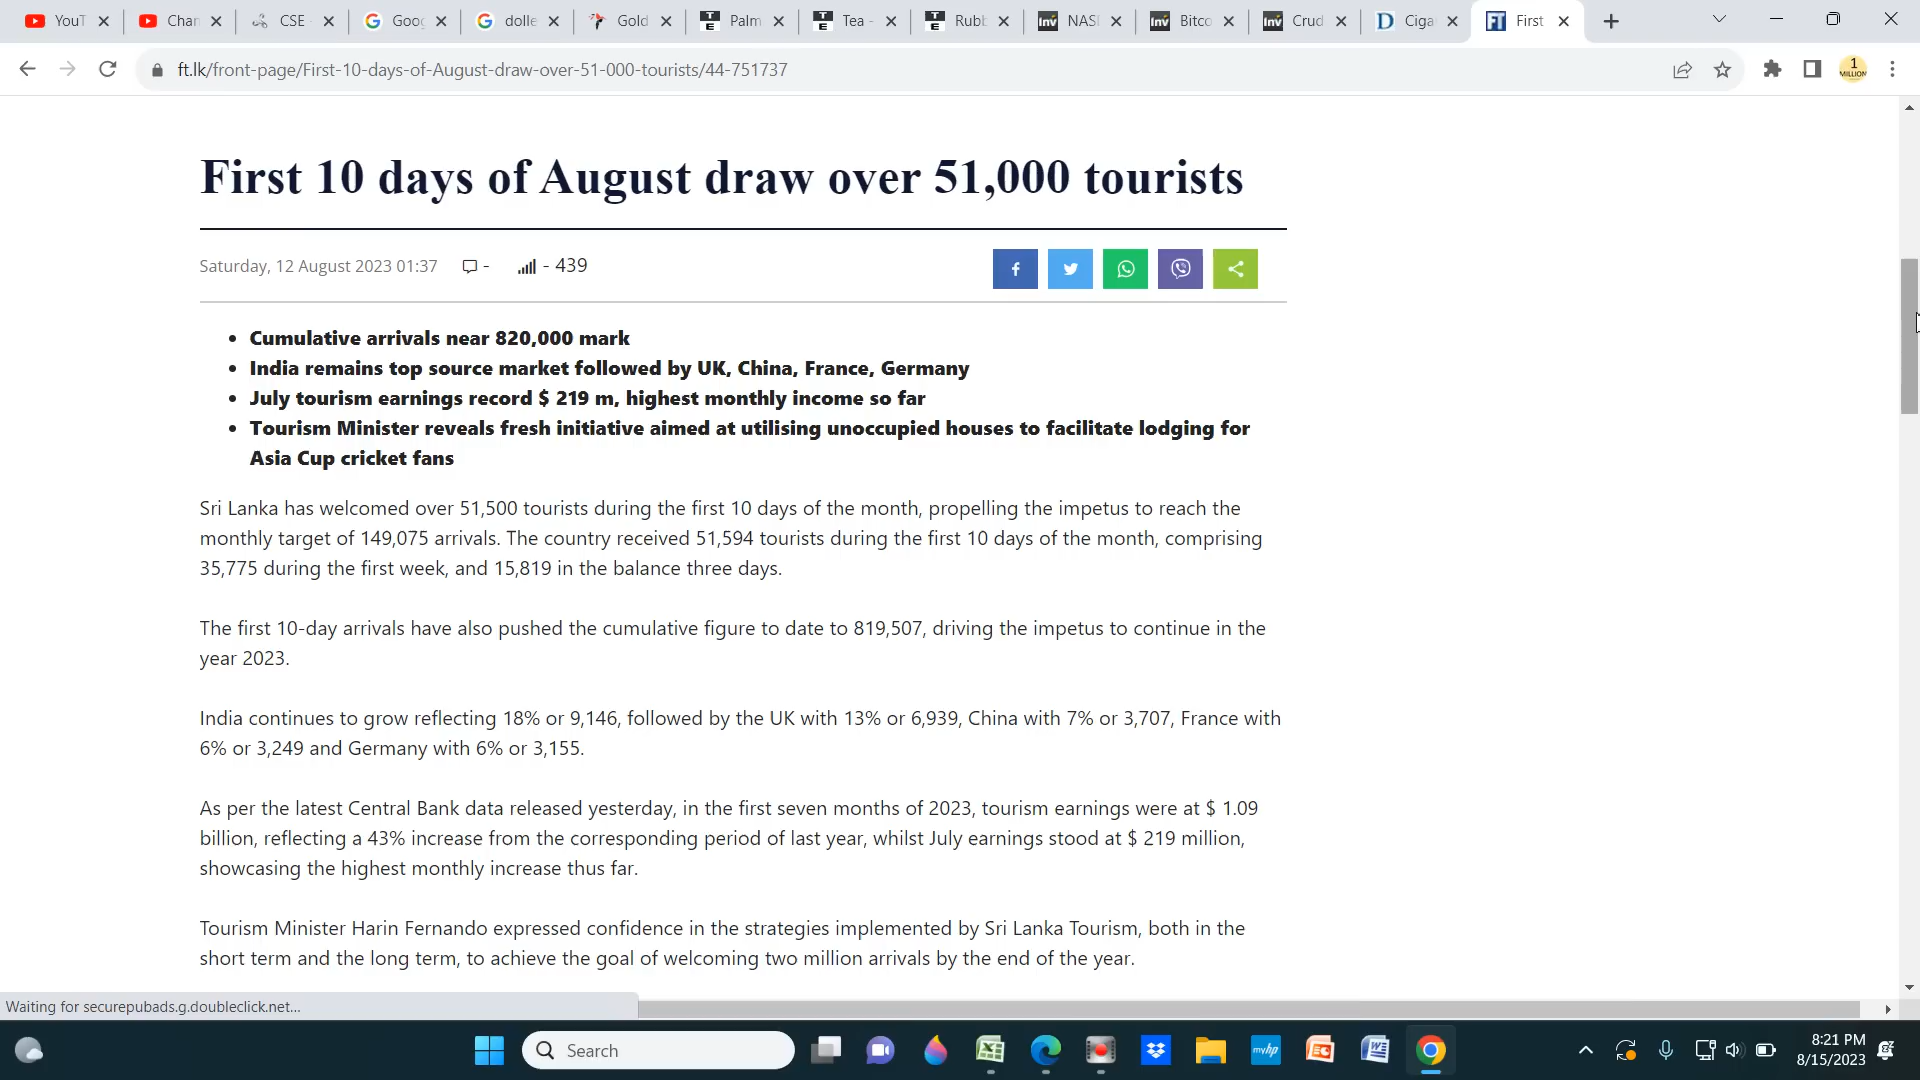 YouT
Chan
CSE
Goog
dolle
Gold
Palm
Tea -
Rubb
NASI
Bitco
Crud
Ciga
First
ft.lk/front-page/First-10-days-of-August-draw-over-51-000-tourists/44-751737
1
MILLION
First 10 days of August draw over 51,000 tourists
Saturday, 12 August 2023 01:37 - - 439
• Cumulative arrivals near 820,000 mark
• India remains top source market followed by UK, China, France, Germany
• July tourism earnings record $ 219 m, highest monthly income so far
• Tourism Minister reveals fresh initiative aimed at utilising unoccupied houses to facilitate lodging for
Asia Cup cricket fans
Sri Lanka has welcomed over 51,500 tourists during the first 10 days of the month, propelling the impetus to reach the
monthly target of 149,075 arrivals. The country received 51,594 tourists during the first 10 days of the month, comprising
35,775 during the first week, and 15,819 in the balance three days.
The first 10-day arrivals have also pushed the cumulative figure to date to 819,507, driving the impetus to continue in the
year 2023.
India continues to grow reflecting 18% or 9,146, followed by the UK with 13% or 6,939, China with 7% or 3,707, France with
6% or 3,249 and Germany with 6% or 3,155.
As per the latest Central Bank data released yesterday, in the first seven months of 2023, tourism earnings were at $ 1.09
billion, reflecting a 43% increase from the corresponding period of last year, whilst July earnings stood at $ 219 million,
showcasing the highest monthly increase thus far.
Tourism Minister Harin Fernando expressed confidence in the strategies implemented by Sri Lanka Tourism, both in the
short term and the long term, to achieve the goal of welcoming two million arrivals by the end of the year.
Waiting for securepubads.g.doubleclick.net...
Search
myhp
8:21 PM
8/15/2023